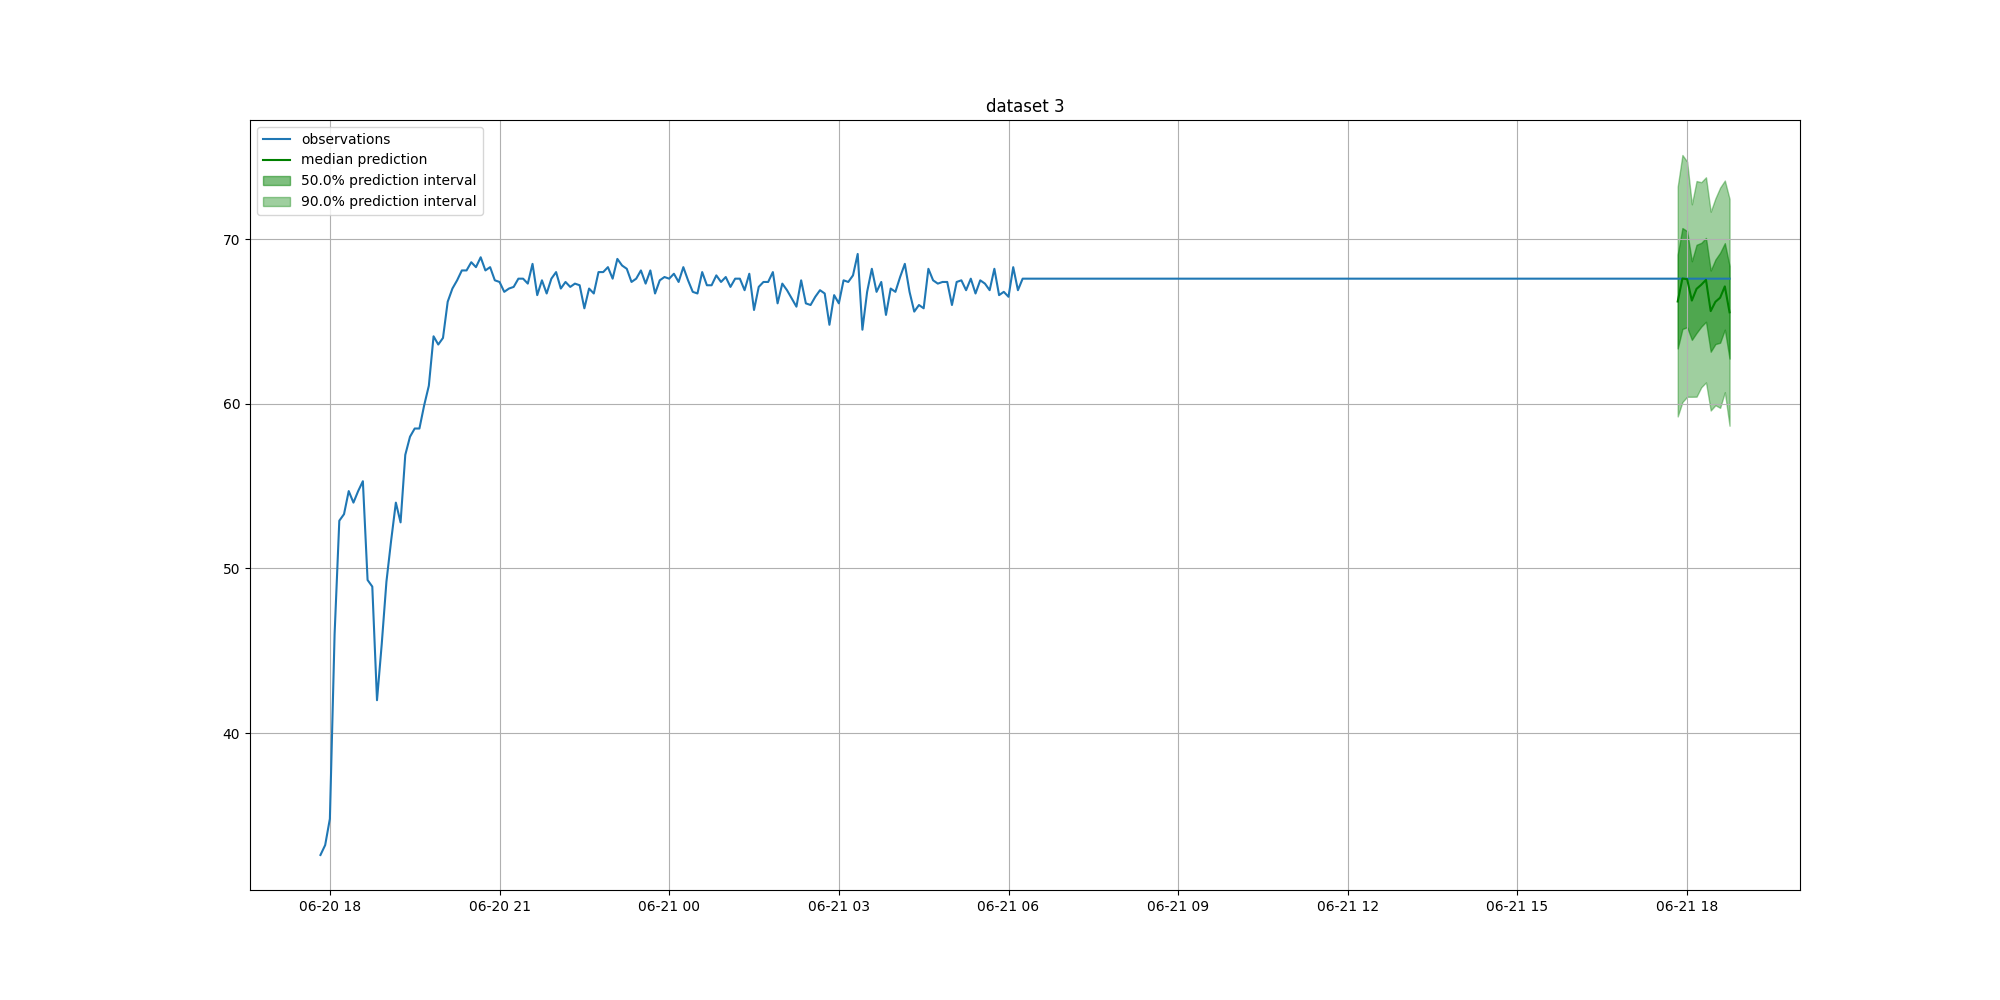 dataset 3
observations
median prediction
50.0% prediction interval
90.0% prediction interval
70
60
50
40
06-20 18
06-20 21
06-21 00
06-21 03
06-21 06
06-21 09
06-21 12
06-21 15
06-21 18